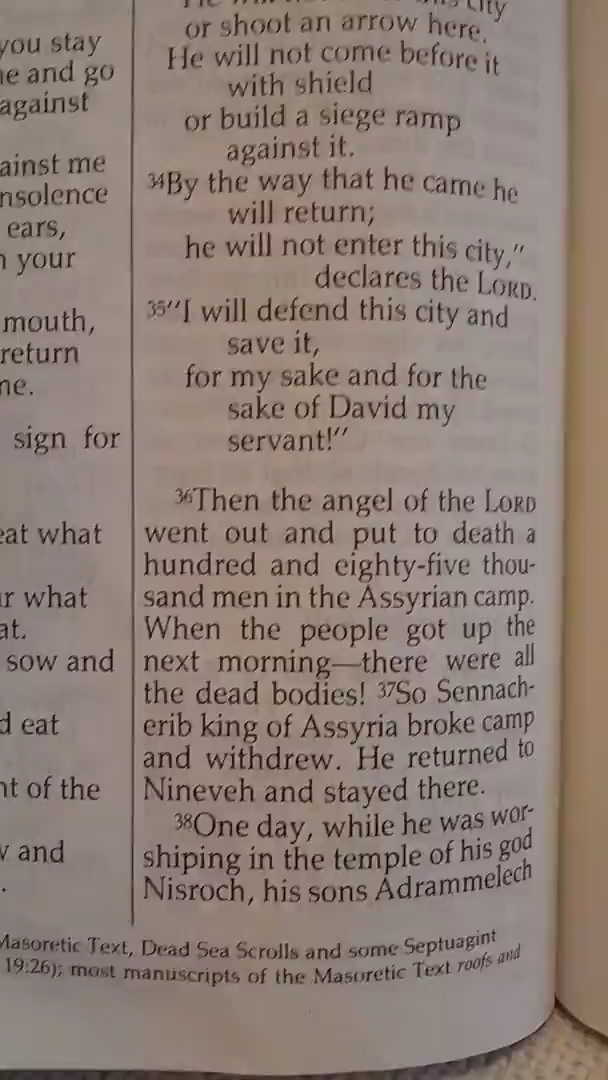 you stay
and go
against
me
ears,
your
mouth,
return
sign for
what
what
sow and
eat
of the
and
city
or shoot an arrow here.
He will not come before it
with shield
or build a siege ramp
against it.
34By the way that he came he
will return;
he will not enter this city,”
declares the LORD.
35“I will defend this city and
save it,
for my sake and for the
sake of David my
servant!”
36Then the angel of the LORD
went out and put to death a
hundred and eighty-five thou-
sand men in the Assyrian camp.
When the people got up the
next morning—there were all
the dead bodies! 37So Sennach-
erib king of Assyria broke camp
and withdrew. He returned to
Nineveh and stayed there.
38One day, while he was wor-
shiping in the temple of his god
Nisroch, his sons Adrammelech
Masoretic Text, Dead Sea Scrolls and some Septuagint
19:26); most manuscripts of the Masoretic Text roofs and